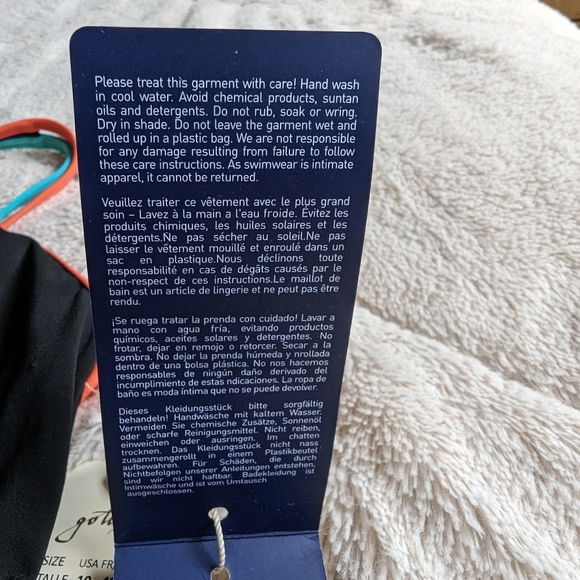 Please treat this garment with care! Hand wash
in cool water. Avoid chemical products, suntan
oils and detergents. Do not rub, soak or wring.
Dry in shade. Do not leave the garment wet and
rolled up in a plastic bag. We are not responsible
for any damage resulting from failure to follow
these care instructions. As swimwear is intimate
apparel, it cannot be returned.
Veuillez traiter ce vêtement avec le plus grand
soin – Lavez à la main a l'eau froide. Évitez les
produits chimiques, les huiles solaires et les
détergents.Ne pas sécher au soleil.Ne pas
laisser le vêtement mouillé et enroulé dans un
sac en plastique.Nous déclinons toute
responsabilité en cas de dégâts causés par le
non-respect de ces instructions.Le maillot de
bain est un article de lingerie et ne peut pas être
rendu.
¡Se ruega tratar la prenda con cuidado! Lavar a
mano con agua fría, evitando productos
químicos, aceites solares y detergentes. No
frotar, dejar en remojo o retorcer. Secar a la
sombra. No dejar la prenda húmeda y nrollada
dentro de una bolsa plástica. No nos hacemos
responsables de ningún daño derivado del
incumplimiento de estas ndicaciones. La ropa de
baño es moda íntima que no se puede devolver.
Dieses Kleidungsstück bitte sorgfältig
behandeln! Handwäsche mit kaltem Wasser.
Vermeiden Sie chemische Zusätze, Sonnenöl
oder scharfe Reinigungsmittel. Nicht reiben,
einweichen oder ausringen. Im chatten
trocknen. Das Kleidungsstück nicht nass
zusammengerollt in einem Plastikbeutel
aufbewahren. Für Schäden, die durch
Nichtbefolgen unserer Anleitungen entstehen,
sind wir nicht haftbar. Badekleidung ist
Intimwäsche und ist vom Umtausch
ausgeschlossen.
SIZE USA FR
TALLE